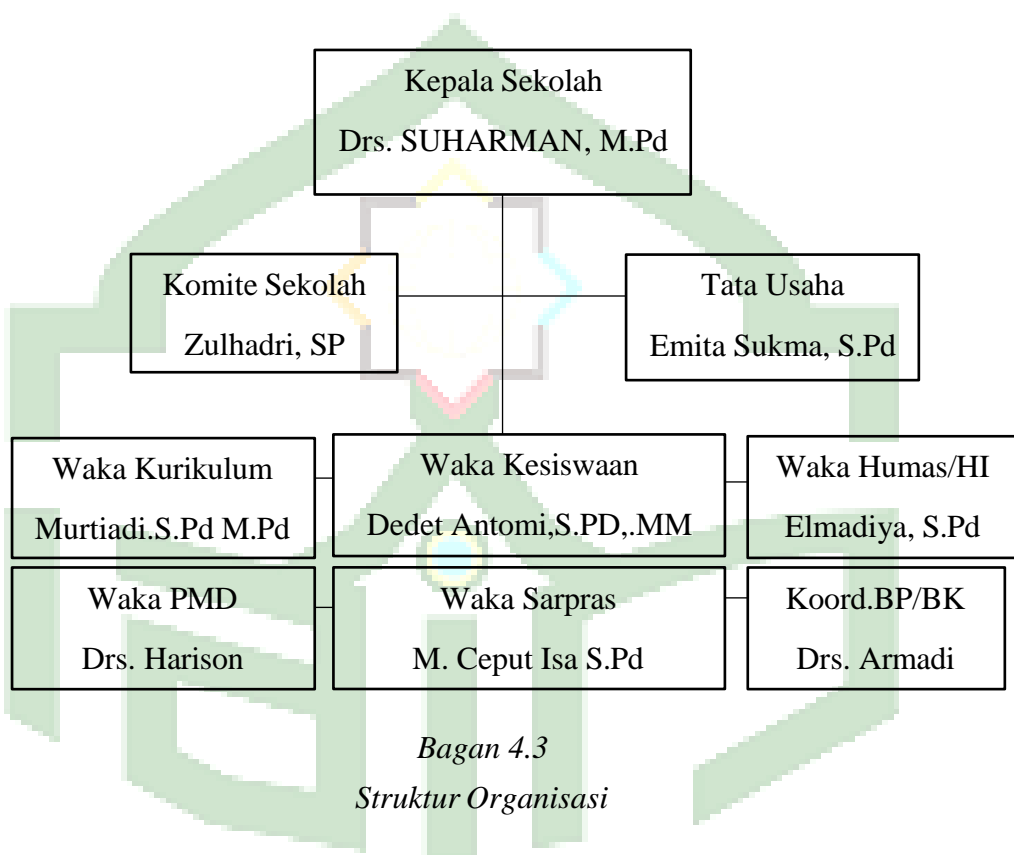 Kepala Sekolah
Drs. SUHARMAN, M.Pd
Komite Sekolah
Zulhadri, SP
Tata Usaha
Emita Sukma, S.Pd
Waka Kurikulum
Murtiadi.S.Pd M.Pd
Waka Kesiswaan
Dedet Antomi,S.PD,.MM
Waka Humas/HI
Elmadiya, S.Pd
Waka PMD
Drs. Harison
Waka Sarpras
M. Ceput Isa S.Pd
Koord.BP/BK
Drs. Armadi
Bagan 4.3
Struktur Organisasi